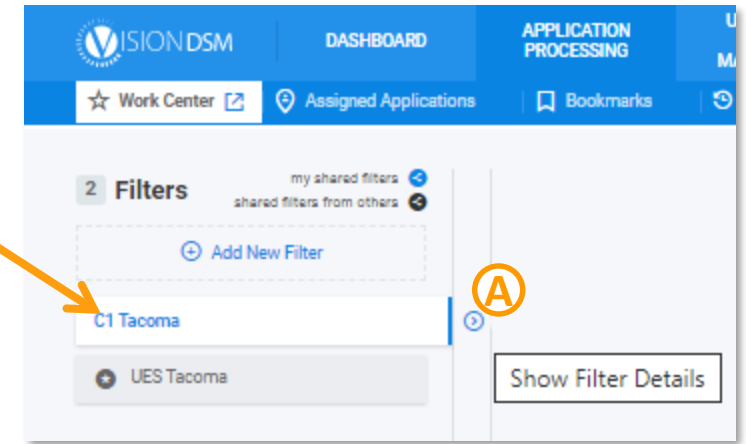 VISIONDSM
DASHBOARD
APPLICATION
PROCESSING
U
M
Work Center
Assigned Applications
Bookmarks
2 Filters
my shared filters
shared filters from others
Add New Filter
A
C1 Tacoma
UES Tacoma
Show Filter Details